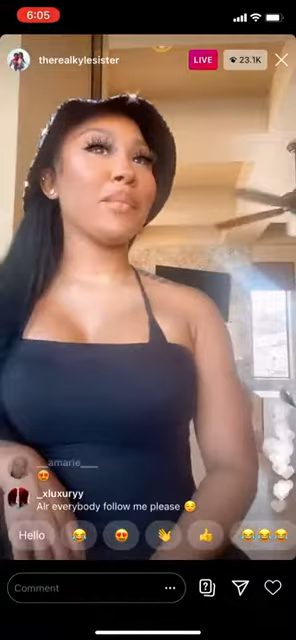 6:05
therealkylesister LIVE 23.1K
__amarie____
😍
_xluxuryy
Alr everybody follow me please 😔
Hello 😂 😍 👋 👍 😂😂😂
Comment